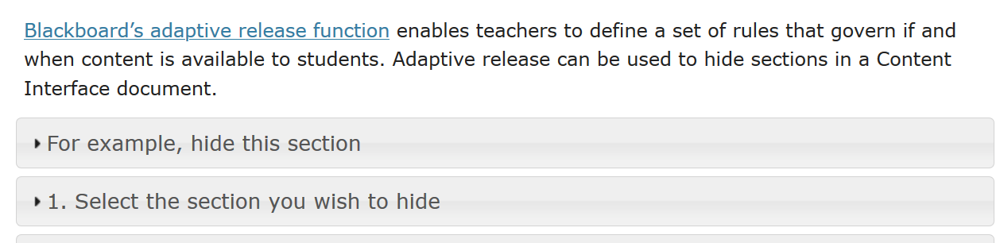 Blackboard’s adaptive release function enables teachers to define a set of rules that govern if and
when content is available to students. Adaptive release can be used to hide sections in a Content
Interface document.
For example, hide this section
1. Select the section you wish to hide